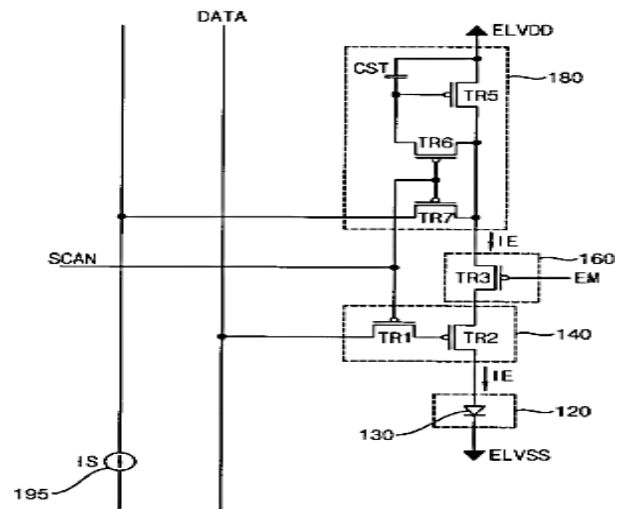 DATA
ELVDD
CST
180
TR5
TR6
TR7
IE
SCAN
160
TR3
EM
TR1
TR2
140
IE
130
120
IS
ELVSS
195